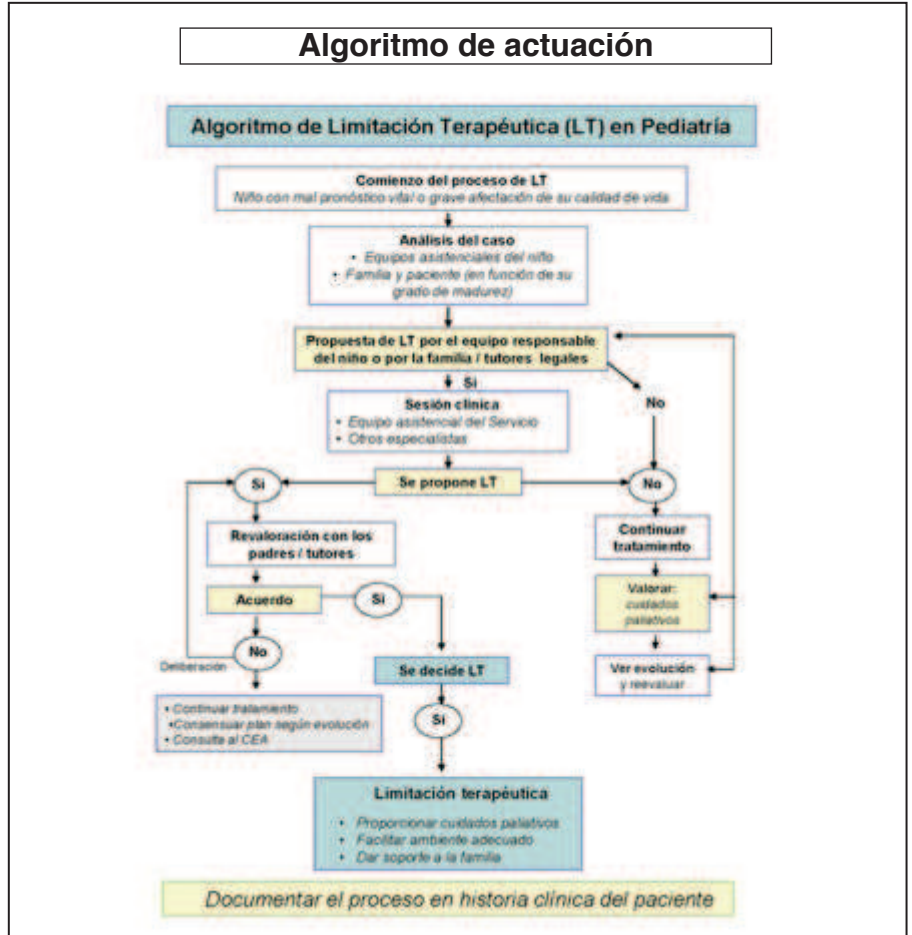 Algoritmo de actuación
Algoritmo de Limitación Terapéutica (LT) en Pediatría
Comienzo del proceso de LT
Niño con mal pronóstico vital o grave afectación de su calidad de vida
Análisis del caso
• Equipos asistenciales del niño
• Familia y paciente (en función de su
grado de madurez)
Propuesta de LT por el equipo responsable
del niño o por la familia / tutores legales
Si
No
Sesión clínica
• Equipo asistencial del Servicio
• Otros especialistas
Si
Se propone LT
No
Revaloración con los
padres / tutores
Continuar
tratamiento
Acuerdo
Si
Valorar:
cuidados
paliativos
No
Deliberación
Se decide LT
Ver evolución
y reevaluar
• Continuar tratamiento
•Consensuar plan según evolución
• Consulta al CEA
Si
Limitación terapéutica
• Proporcionar cuidados paliativos
• Facilitar ambiente adecuado
• Dar soporte a la familia
Documentar el proceso en historia clínica del paciente